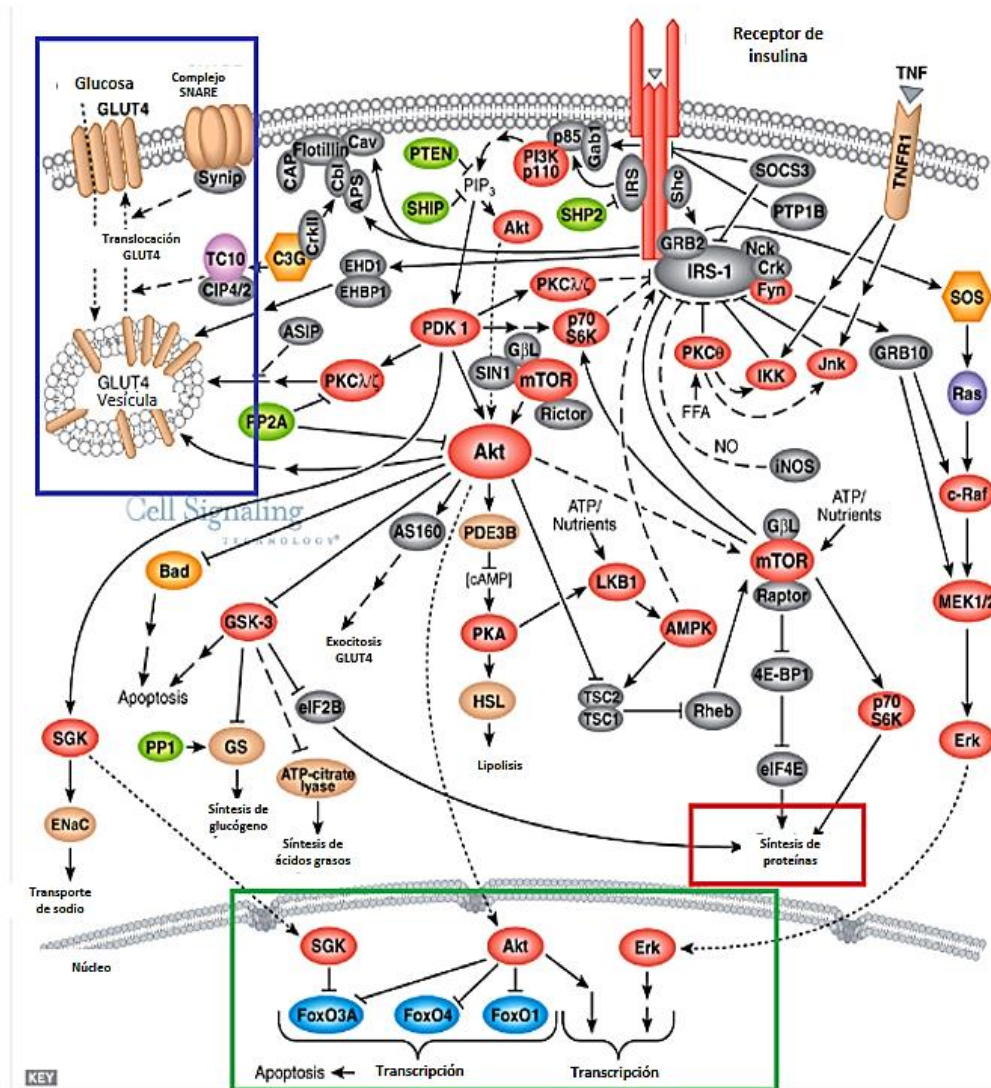 Receptor de
insulina
Glucosa
GLUT4
Complejo
SNARE
TNF
TNFR1
Synip
CAP
Flotillin
Cav
Cbl
APS
CrkII
C3G
TC10
CIP4/2
Translocación
GLUT4
PTEN
SHIP
PIP3
PI3K
p110
p85
Gab1
IRS
Shc
SHP2
Akt
SOCS3
PTP1B
GRB2
IRS-1
Nck
Crk
Fyn
SOS
EHD1
EHBP1
ASIP
PKCλ/ζ
PDK 1
p70
S6K
GβL
SIN1
mTOR
Rictor
PKCθ
FFA
IKK
Jnk
GRB10
Ras
GLUT4
Vesícula
PKCλ/ζ
PP2A
Akt
NO
iNOS
c-Raf
Cell Signaling
TECHNOLOGY®
Bad
AS160
PDE3B
[cAMP]
ATP/
Nutrients
LKB1
GβL
mTOR
Raptor
ATP/
Nutrients
MEK1/2
GSK-3
Exocitosis
GLUT4
PKA
AMPK
4E-BP1
Apoptosis
eIF2B
HSL
TSC2
TSC1
Rheb
p70
S6K
SGK
PP1
GS
ATP-citrate
lyase
Lipolisis
eIF4E
Erk
ENaC
Síntesis de
glucógeno
Síntesis de
ácidos grasos
Síntesis de
proteínas
Transporte
de sodio
Núcleo
SGK
Akt
Erk
FoxO3A
FoxO4
FoxO1
Apoptosis
Transcripción
Transcripción
KEY